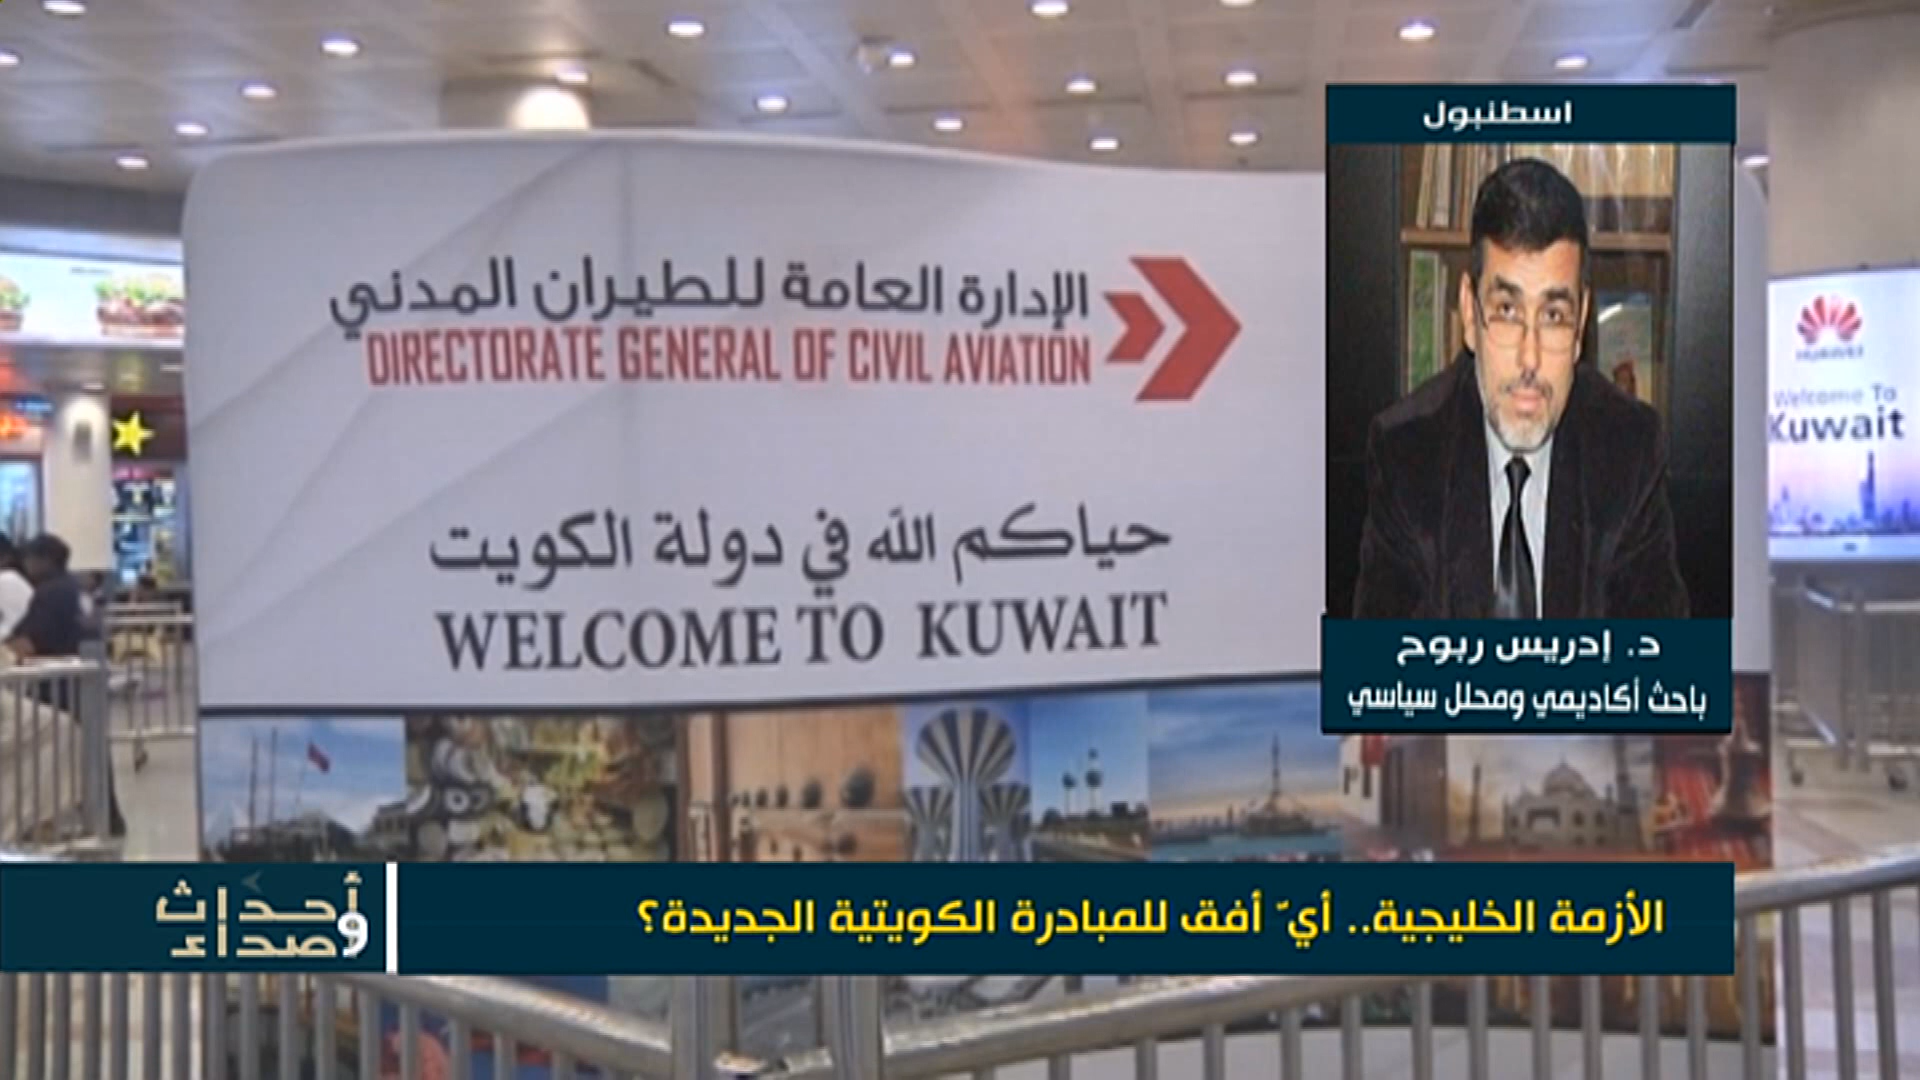 اسطنبول
د. إدريس ربوح
باحث أكاديمي ومحلل سياسي
الإدارة العامة للطيران المدني
DIRECTORATE GENERAL OF CIVIL AVIATION
حياكم الله في دولة الكويت
WELCOME TO KUWAIT
HUAWEI
Welcome To
Kuwait
الأزمة الخليجية.. أيّ أفق للمبادرة الكويتية الجديدة؟
أحداث
وأصداء